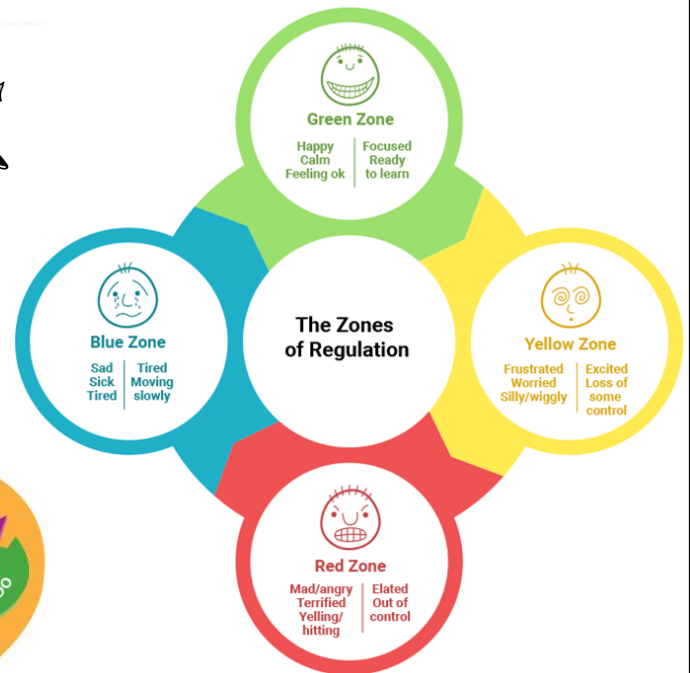 Green Zone
Happy
Calm
Feeling ok
Focused
Ready
to learn
Blue Zone
Sad
Sick
Tired
Tired
Moving
slowly
The Zones
of Regulation
Yellow Zone
Frustrated
Worried
Silly/wiggly
Excited
Loss of
some
control
Red Zone
Mad/angry
Terrified
Yelling/
hitting
Elated
Out of
control